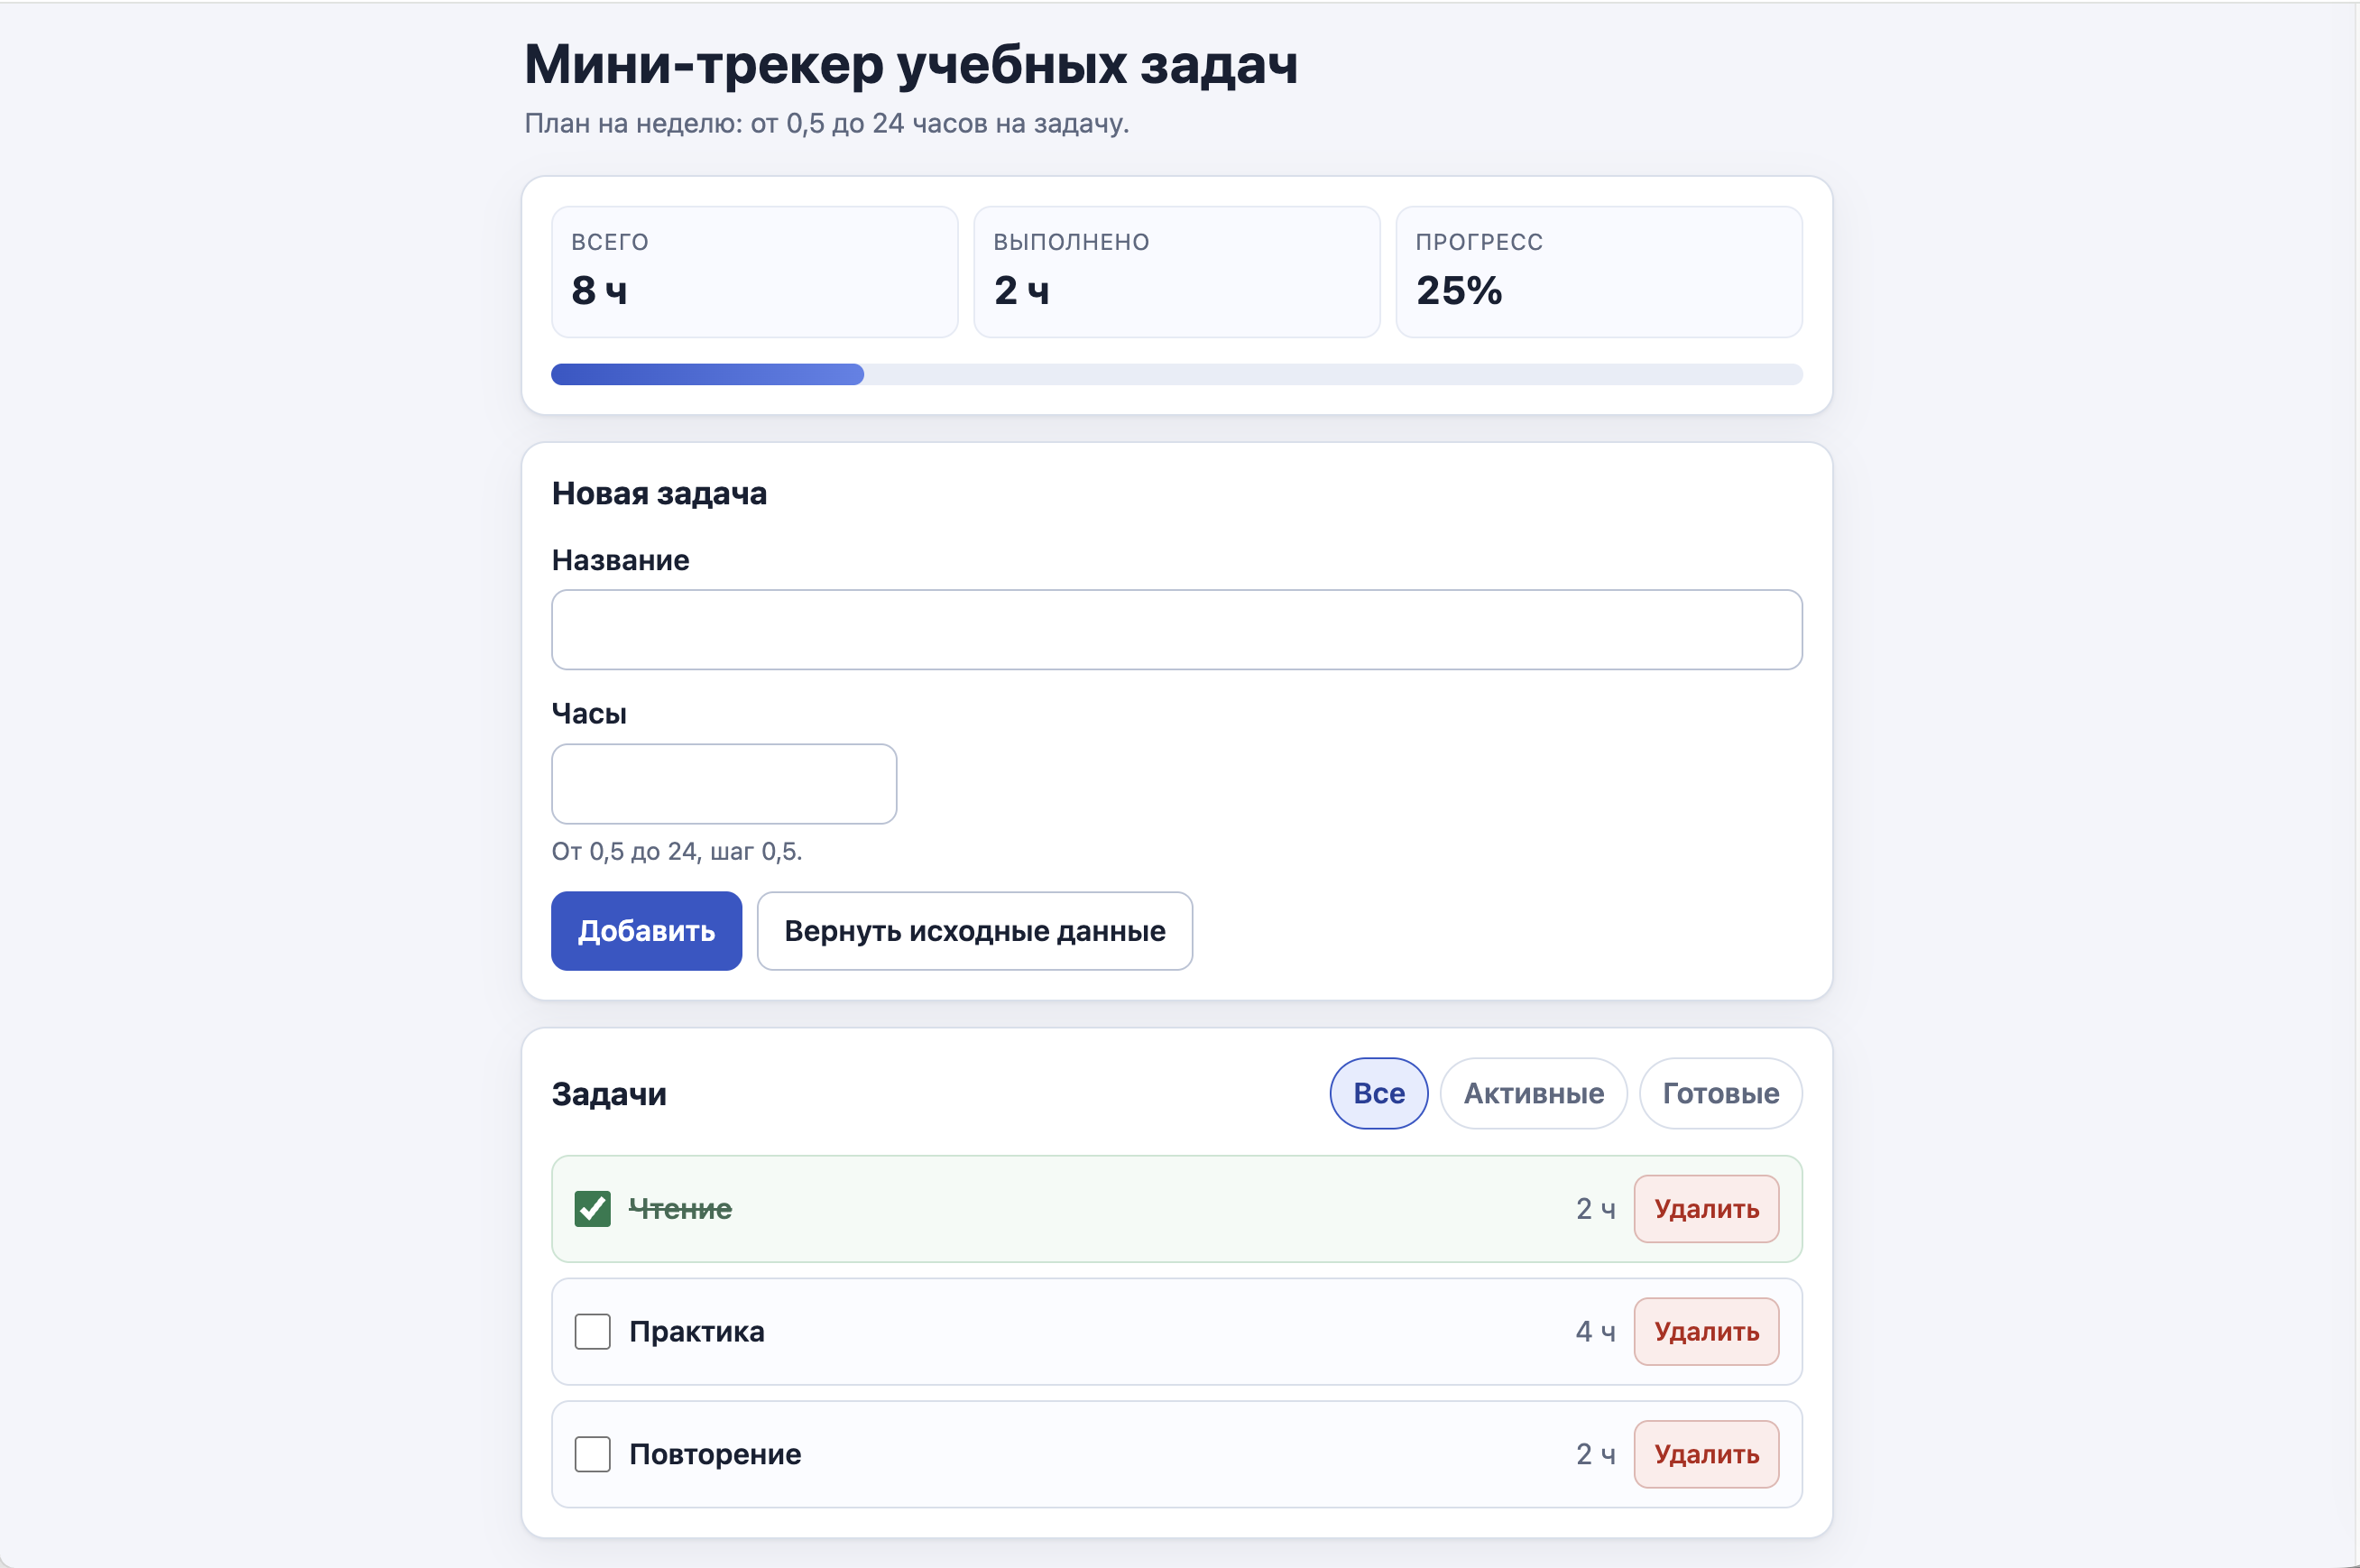 Мини-трекер учебных задач
План на неделю: от 0,5 до 24 часов на задачу.
ВСЕГО
8 ч
ВЫПОЛНЕНО
2 ч
ПРОГРЕСС
25%
Новая задача
Название
Часы
От 0,5 до 24, шаг 0,5.
Добавить
Вернуть исходные данные
Задачи
Все
Активные
Готовые
Чтение
2 ч
Удалить
Практика
4 ч
Удалить
Повторение
2 ч
Удалить